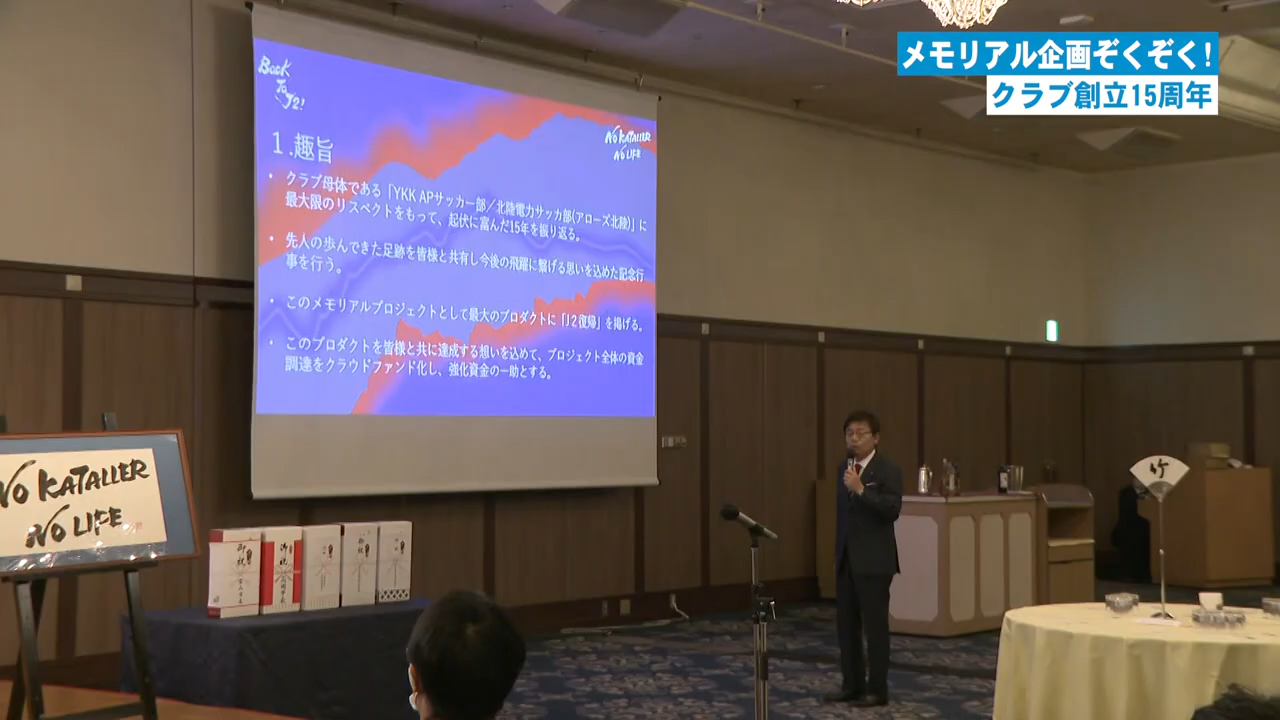 メモリアル企画ぞくぞく!
クラブ創立15周年
Back
To
J2!
NO KATALLER
NO LIFE
1.趣旨
• クラブ母体である「YKK APサッカー部／北陸電力サッカ部(アローズ北陸)」に
最大限のリスペクトをもって、起伏に富んだ15年を振り返る。
• 先人の歩んできた足跡を皆様と共有し今後の飛躍に繋げる思いを込めた記念行
事を行う。
• このメモリアルプロジェクトとして最大のプロダクトに「J2復帰」を掲げる。
• このプロダクトを皆様と共に達成する想いを込めて、プロジェクト全体の資金
調達をクラウドファンド化し、強化資金の一助とする。
NO KATALLER
NO LIFE
御祝
御祝
竹